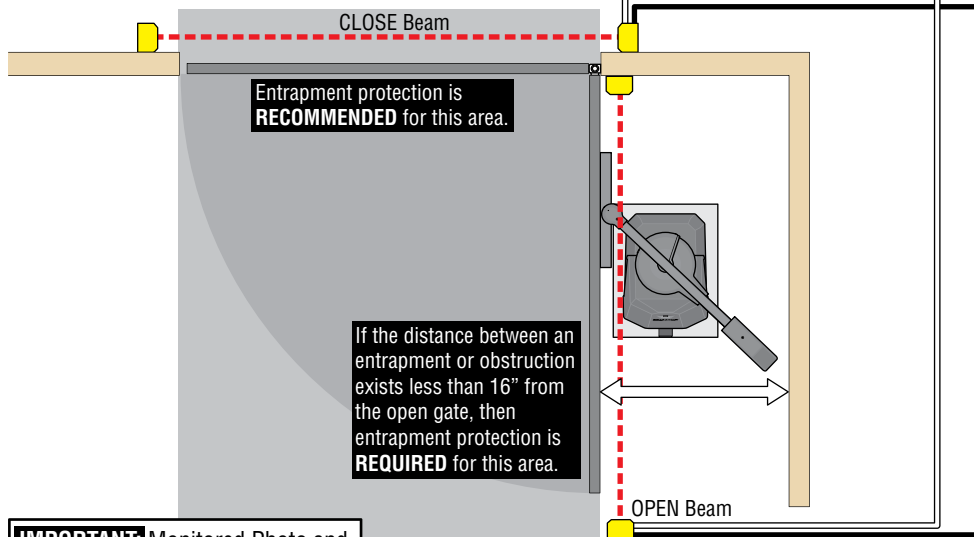 CLOSE Beam
Entrapment protection is
RECOMMENDED for this area.
If the distance between an
entrapment or obstruction
exists less than 16” from
the open gate, then
entrapment protection is
REQUIRED for this area.
OPEN Beam
IMPORTANT: Monitored Photo and